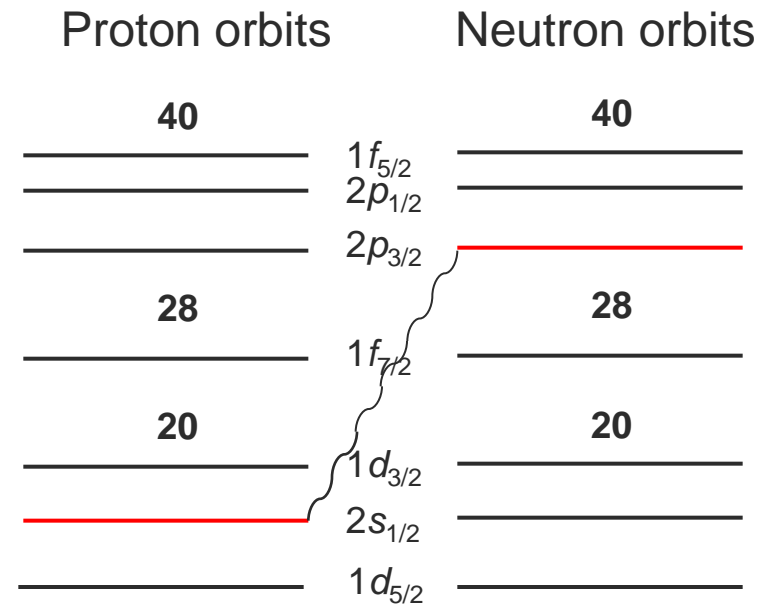 Proton orbits Neutron orbits
40 40
1f5/2
2p1/2
2p3/2
28 28
1f7/2
20 20
1d3/2
2s1/2
1d5/2